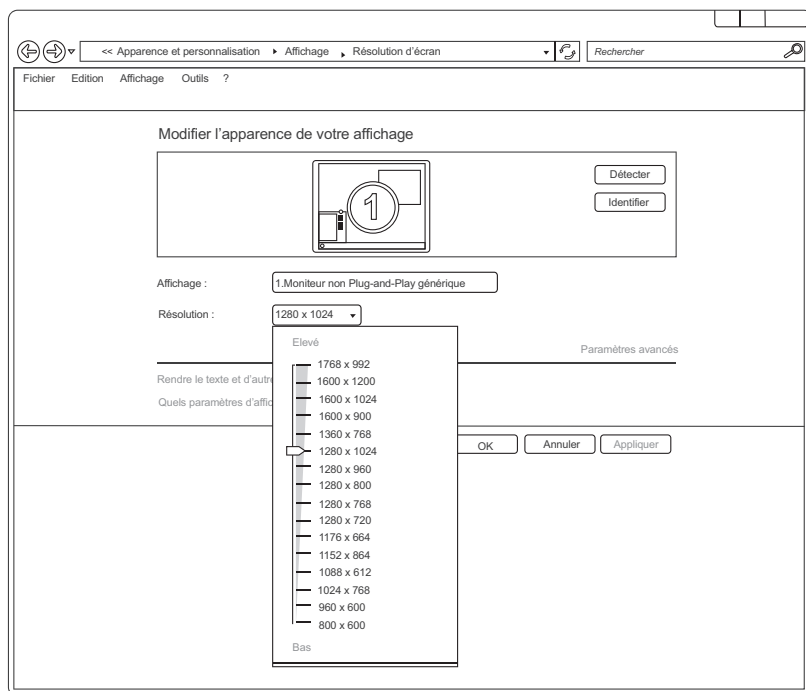 << Apparence et personnalisation Affichage Résolution d'écran Rechercher
Fichier Edition Affichage Outils ?
Modifier l'apparence de votre affichage
1
Détecter
Identifier
Affichage : 1.Moniteur non Plug-and-Play générique
Résolution : 1280 x 1024
Elevé
Paramètres avancés
1768 x 992
Rendre le texte et d'autre
1600 x 1200
1600 x 1024
Quels paramètres d'affic
1600 x 900
1360 x 768
1280 x 1024
OK Annuler Appliquer
1280 x 960
1280 x 800
1280 x 768
1280 x 720
1176 x 664
1152 x 864
1088 x 612
1024 x 768
960 x 600
800 x 600
Bas